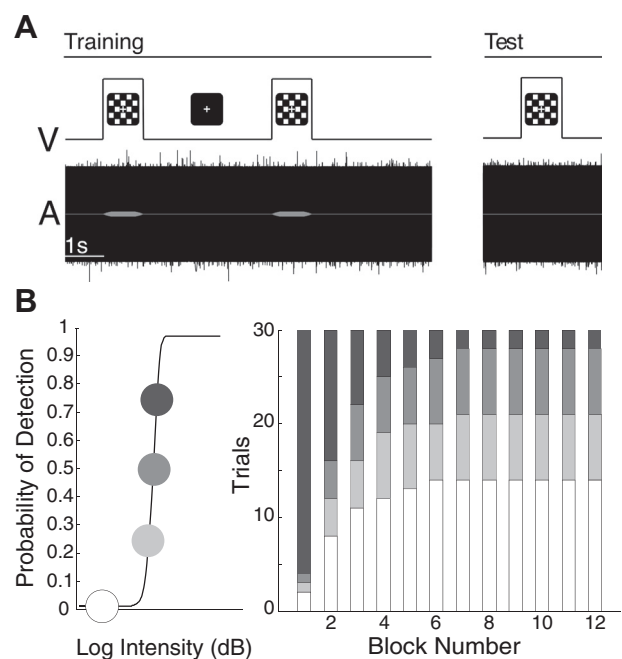 A
Training
Test
V
A
1s
B
1
0.9
0.8
0.7
0.6
0.5
0.4
0.3
0.2
0.1
0
Probability of Detection
Log Intensity (dB)
30
20
10
0
Trials
2 4 6 8 10 12
Block Number